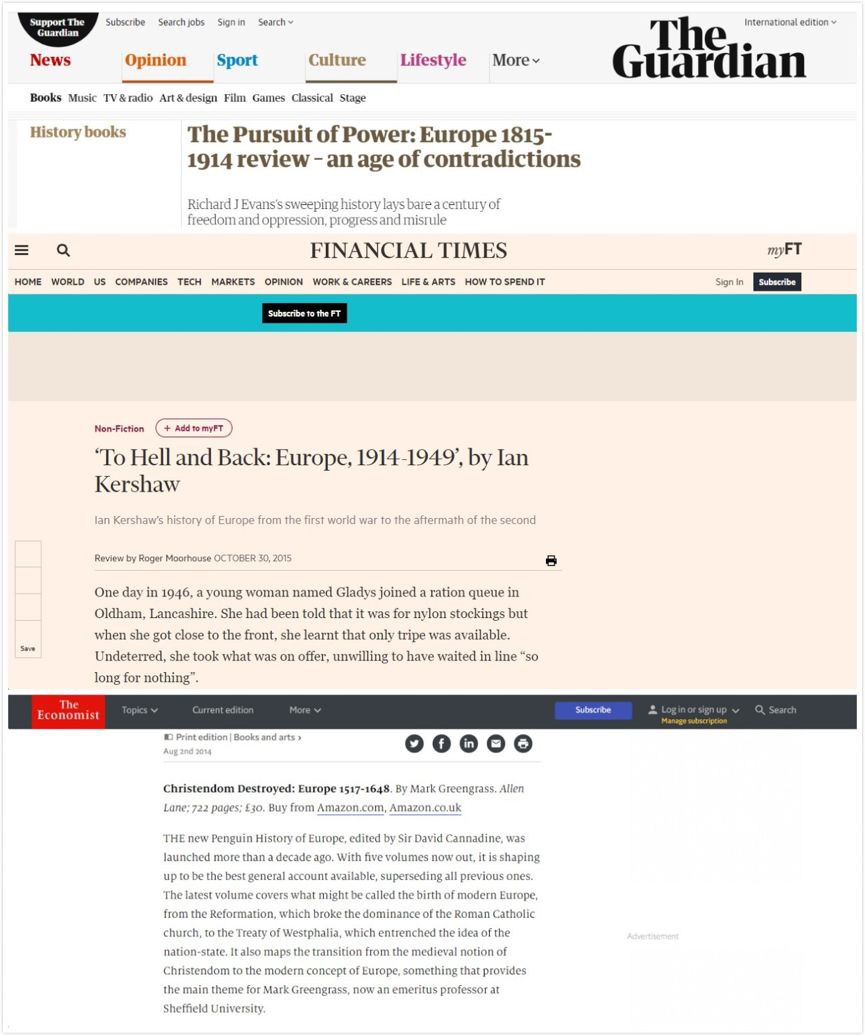 Support The
Guardian
Subscribe Search jobs Sign in Search
International edition
The
Guardian
News Opinion Sport Culture Lifestyle More
Books Music TV & radio Art & design Film Games Classical Stage
History books
The Pursuit of Power: Europe 1815-
1914 review – an age of contradictions
Richard J Evans's sweeping history lays bare a century of
freedom and oppression, progress and misrule
FINANCIAL TIMES
myFT
HOME WORLD US COMPANIES TECH MARKETS OPINION WORK & CAREERS LIFE & ARTS HOW TO SPEND IT
Sign In Subscribe
Subscribe to the FT
Non-Fiction + Add to myFT
‘To Hell and Back: Europe, 1914-1949’, by Ian
Kershaw
Ian Kershaw’s history of Europe from the first world war to the aftermath of the second
Review by Roger Moorhouse OCTOBER 30, 2015
One day in 1946, a young woman named Gladys joined a ration queue in
Oldham, Lancashire. She had been told that it was for nylon stockings but
when she got close to the front, she learnt that only tripe was available.
Undeterred, she took what was on offer, unwilling to have waited in line “so
long for nothing”.
Save
The
Economist
Topics Current edition More
Subscribe
Log in or sign up
Manage subscription
Search
Print edition | Books and arts ›
Aug 2nd 2014
Christendom Destroyed: Europe 1517-1648. By Mark Greengrass. Allen
Lane; 722 pages; £30. Buy from Amazon.com, Amazon.co.uk
THE new Penguin History of Europe, edited by Sir David Cannadine, was
launched more than a decade ago. With five volumes now out, it is shaping
up to be the best general account available, superseding all previous ones.
The latest volume covers what might be called the birth of modern Europe,
from the Reformation, which broke the dominance of the Roman Catholic
church, to the Treaty of Westphalia, which entrenched the idea of the
nation-state. It also maps the transition from the medieval notion of
Christendom to the modern concept of Europe, something that provides
the main theme for Mark Greengrass, now an emeritus professor at
Sheffield University.
Advertisement